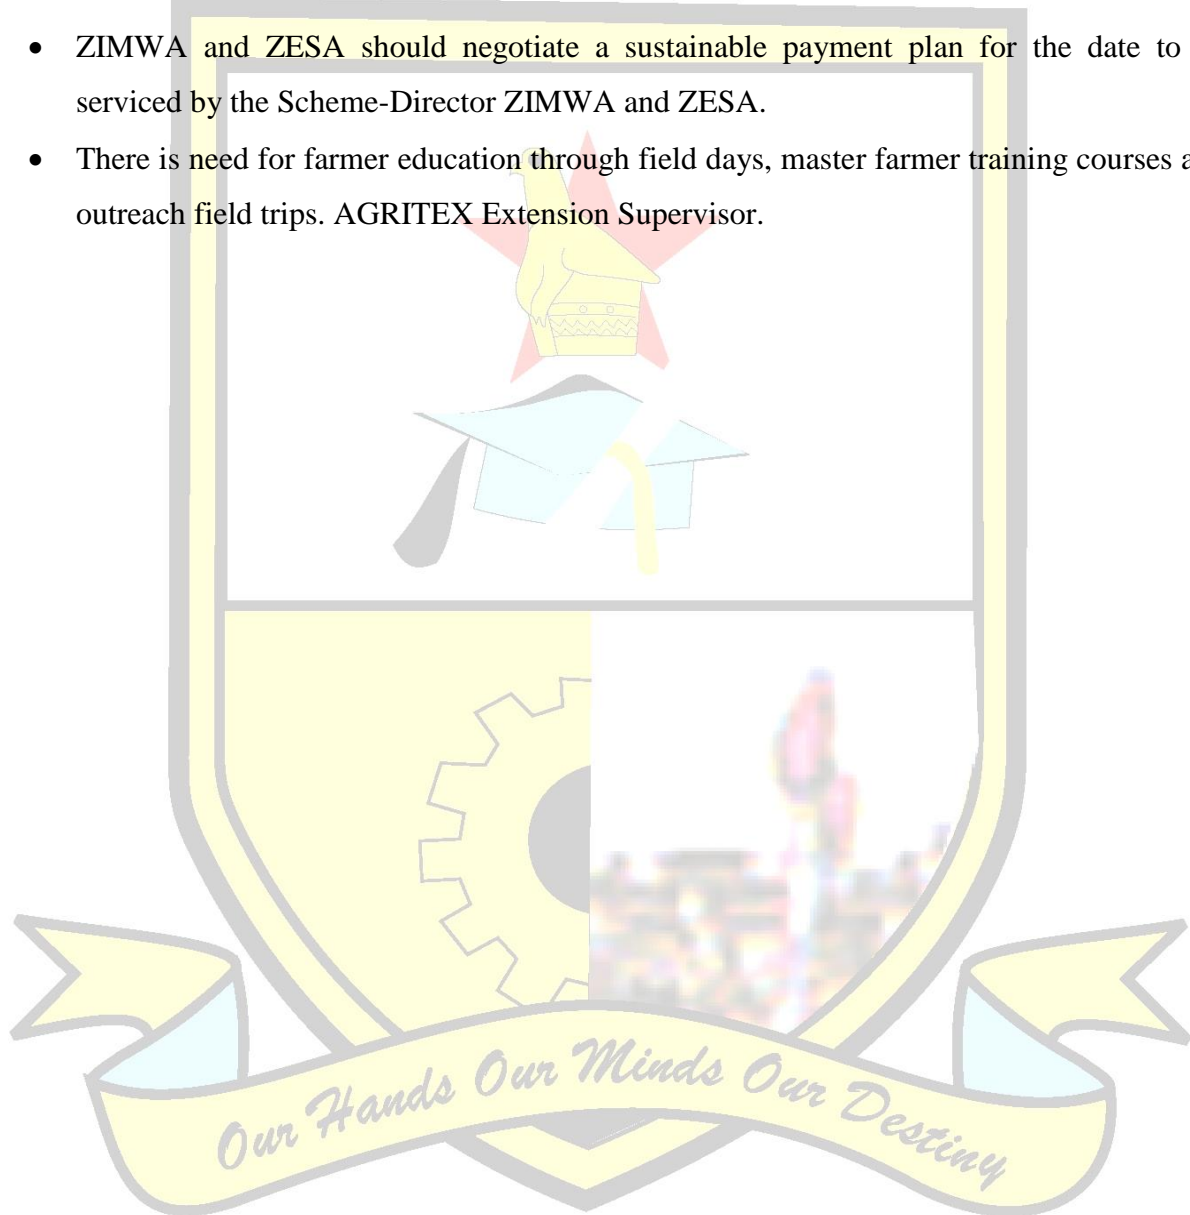 • ZIMWA and ZESA should negotiate a sustainable payment plan for the date to
serviced by the Scheme-Director ZIMWA and ZESA.
• There is need for farmer education through field days, master farmer training courses a
outreach field trips. AGRITEX Extension Supervisor.
Our Hands Our Minds Our Destiny